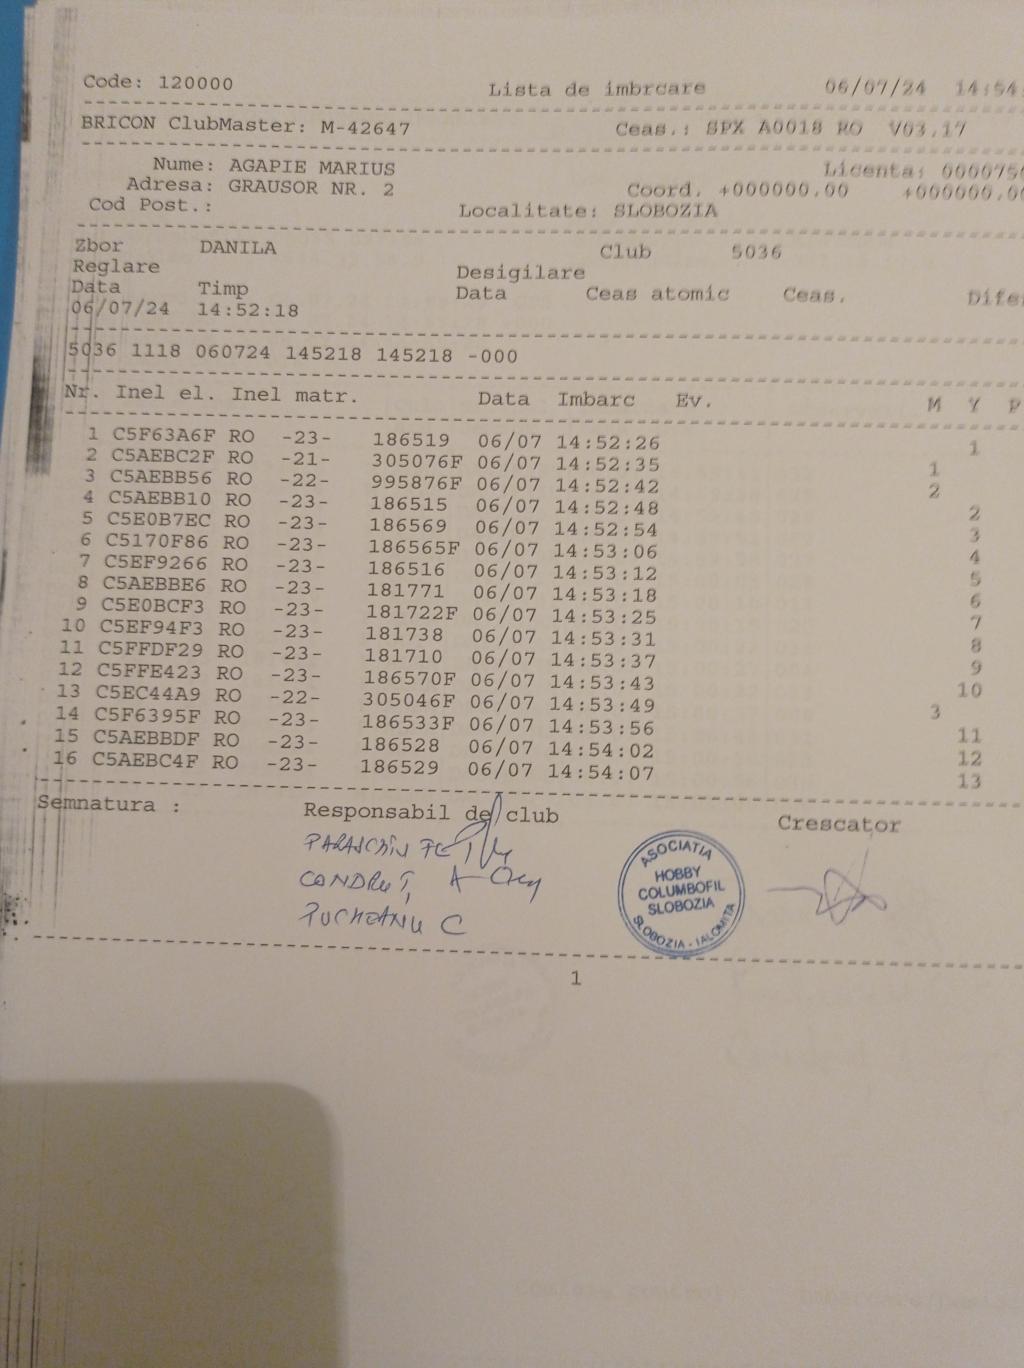 Code: 120000 Lista de imbrcare 06/07/24 14:54:
BRICON ClubMaster: M-42647 Ceas.: SPX A0018 RO V03.17
Nume: AGAPIE MARIUS Licenta: 0000750
Adresa: GRAUSOR NR. 2 Coord. +000000.00 +000000.00
Cod Post.: Localitate: SLOBOZIA
Zbor DANILA Club 5036
Reglare Desigilare
Data Timp Data Ceas atomic Ceas. Dife
06/07/24 14:52:18
5036 1118 060724 145218 145218 -000
Nr. Inel el. Inel matr. Data Imbarc Ev. M Y P
1 C5F63A6F RO -23- 186519 06/07 14:52:26 1
2 C5AEBC2F RO -21- 305076F 06/07 14:52:35 1
3 C5AEBB56 RO -22- 995876F 06/07 14:52:42 2
4 C5AEBB10 RO -23- 186515 06/07 14:52:48 2
5 C5E0B7EC RO -23- 186569 06/07 14:52:54 3
6 C5170F86 RO -23- 186565F 06/07 14:53:06 4
7 C5EF9266 RO -23- 186516 06/07 14:53:12 5
8 C5AEBBE6 RO -23- 181771 06/07 14:53:18 6
9 C5E0BCF3 RO -23- 181722F 06/07 14:53:25 7
10 C5EF94F3 RO -23- 181738 06/07 14:53:31 8
11 C5FFDF29 RO -23- 181710 06/07 14:53:37 9
12 C5FFE423 RO -23- 186570F 06/07 14:53:43 10
13 C5EC44A9 RO -22- 305046F 06/07 14:53:49 3
14 C5F6395F RO -23- 186533F 06/07 14:53:56 11
15 C5AEBBDF RO -23- 186528 06/07 14:54:02 12
16 C5AEBC4F RO -23- 186529 06/07 14:54:07 13
Semnatura : Responsabil de club Crescator
CONDRUȚ A
PUCHEANU C
ASOCIATIA
HOBBY
COLUMBOFIL
SLOBOZIA
SLOBOZIA - IALOMITA
1